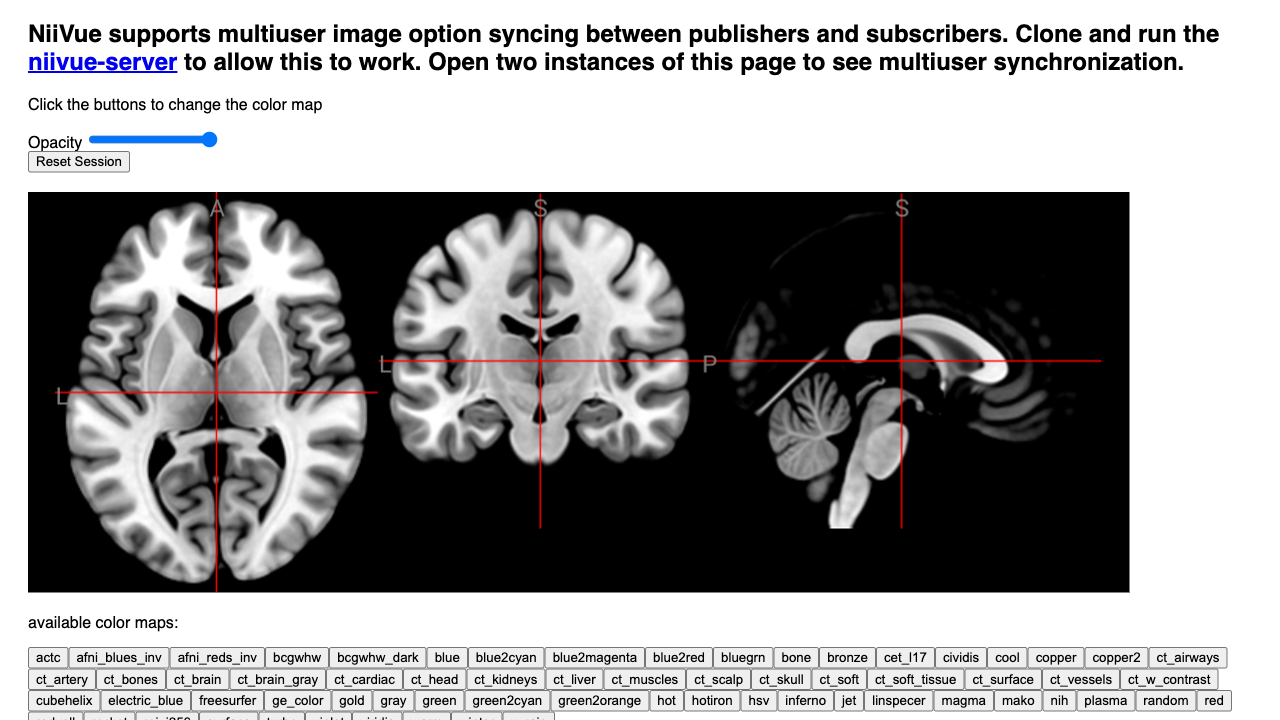 NiiVue supports multiuser image option syncing between publishers and subscribers. Clone and run the
niivue-server to allow this to work. Open two instances of this page to see multiuser synchronization.
Click the buttons to change the color map
Opacity
Reset Session
A S S
L L P
available color maps:
actc afni_blues_inv afni_reds_inv bcgwhw bcgwhw_dark blue blue2cyan blue2magenta blue2red bluegrn bone bronze cet_l17 cividis cool copper copper2 ct_airways
ct_artery ct_bones ct_brain ct_brain_gray ct_cardiac ct_head ct_kidneys ct_liver ct_muscles ct_scalp ct_skull ct_soft ct_soft_tissue ct_surface ct_vessels ct_w_contrast
cubehelix electric_blue freesurfer ge_color gold gray green green2cyan green2orange hot hotiron hsv inferno jet linspecer magma mako nih plasma random red